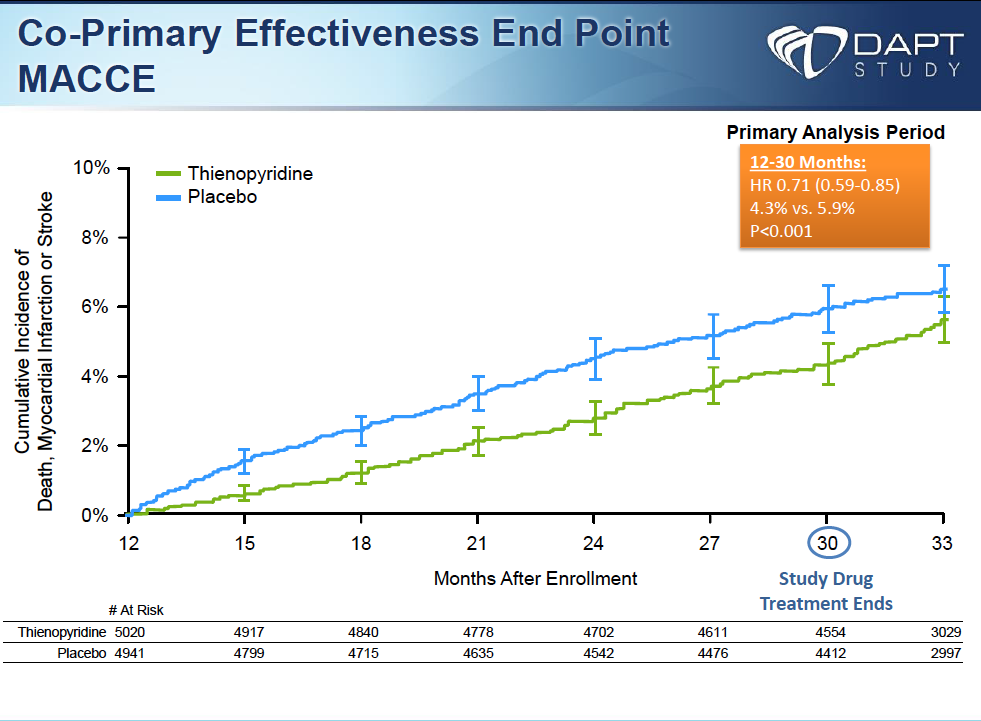 Co-Primary Effectiveness End Point
MACCE
DAPT
STUDY
Primary Analysis Period
12-30 Months:
HR 0.71 (0.59-0.85)
4.3% vs. 5.9%
P<0.001
Thienopyridine
Placebo
Cumulative Incidence of
Death, Myocardial Infarction or Stroke
10%
8%
6%
4%
2%
0%
12 15 18 21 24 27 30 33
Months After Enrollment
Study Drug
Treatment Ends
# At Risk
Thienopyridine 5020 4917 4840 4778 4702 4611 4554 3029
Placebo 4941 4799 4715 4635 4542 4476 4412 2997